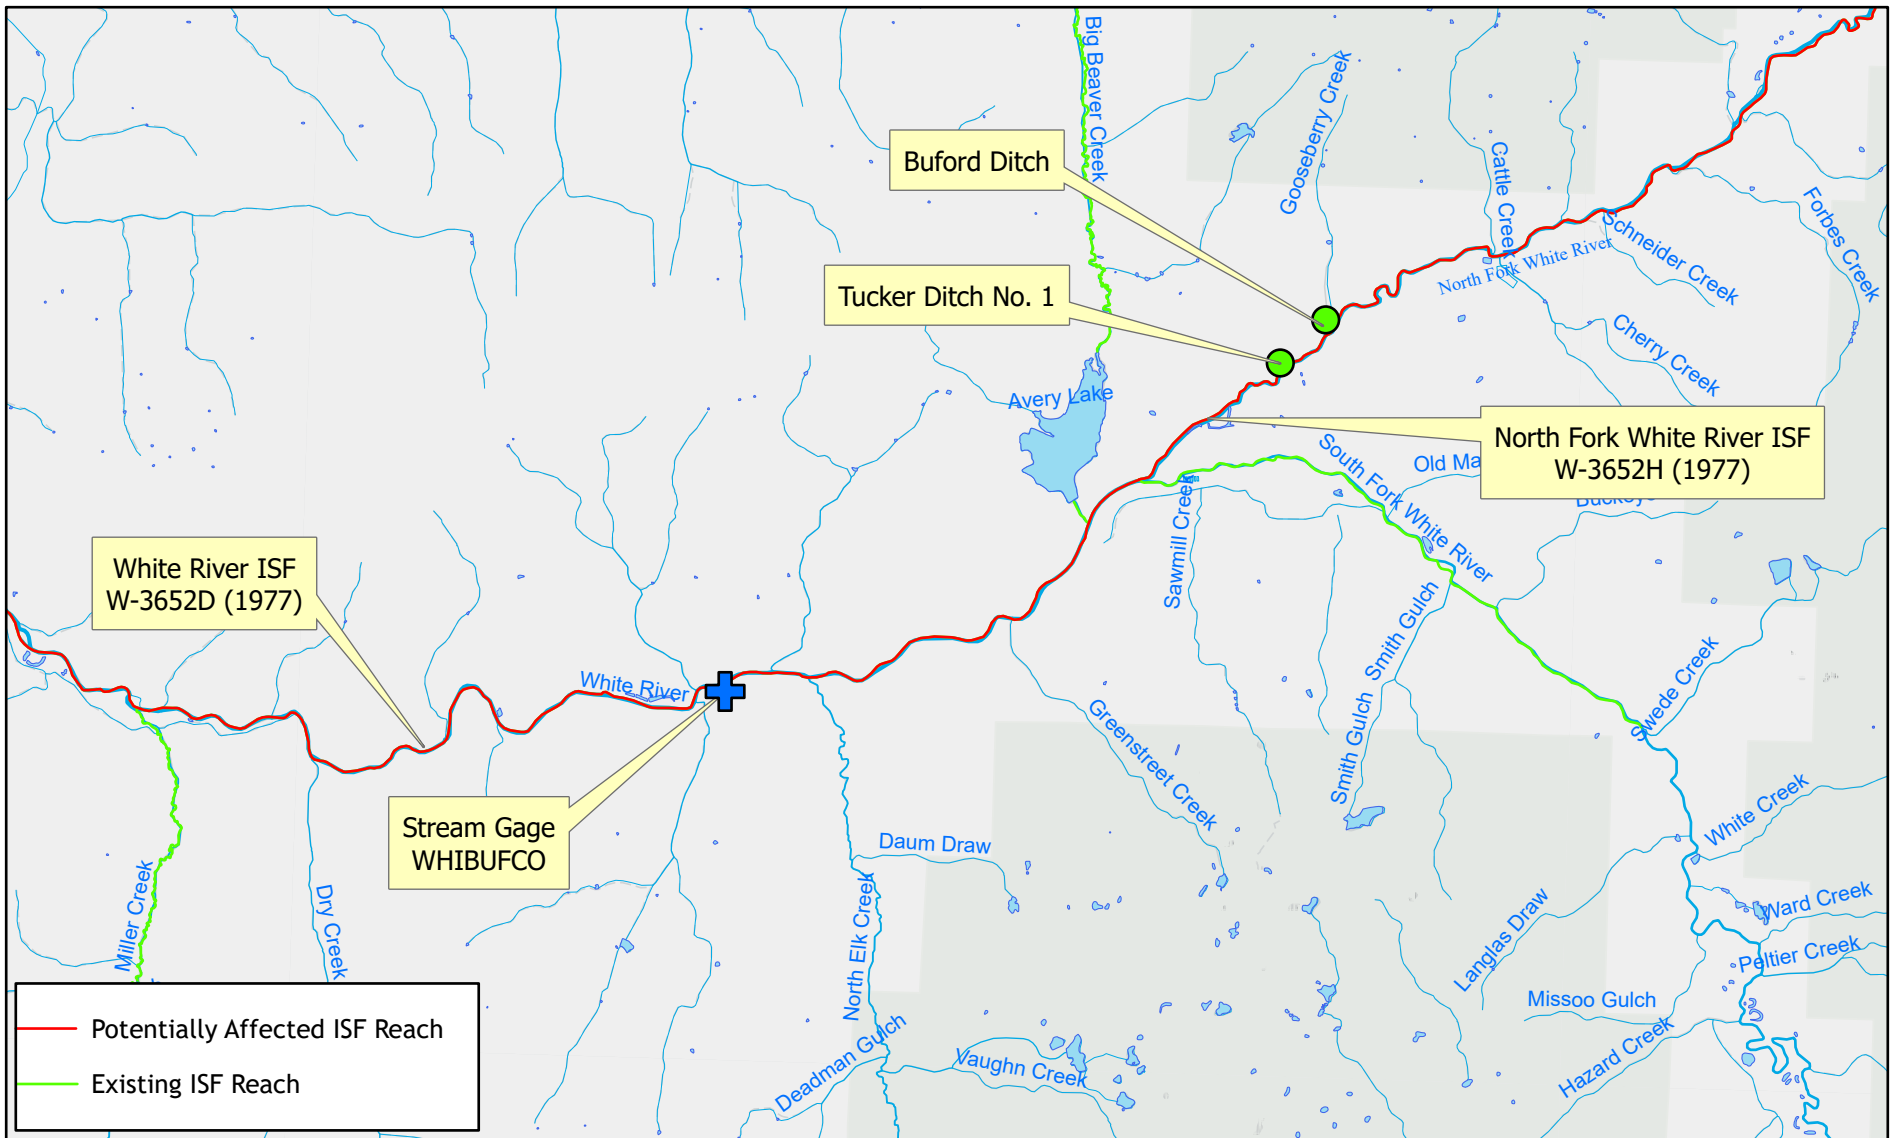 Big Beaver Creek
Gooseberry Creek
Buford Ditch
Cattle Creek
Forbes Creek
Schneider Creek
North Fork White River
Tucker Ditch No. 1
Cherry Creek
Avery Lake
North Fork White River ISF
W-3652H (1977)
South Fork White River
Old Ma
Sawmill Creek
White River ISF
W-3652D (1977)
Smith Gulch
Smith Gulch
Swede Creek
White River
Greenstreet Creek
Stream Gage
WHIBUFCO
White Creek
Daum Draw
Miller Creek
Dry Creek
North Elk Creek
Langlas Draw
Ward Creek
Peltier Creek
Missoo Gulch
Hazard Creek
Deadman Gulch
Vaughn Creek
Potentially Affected ISF Reach
Existing ISF Reach